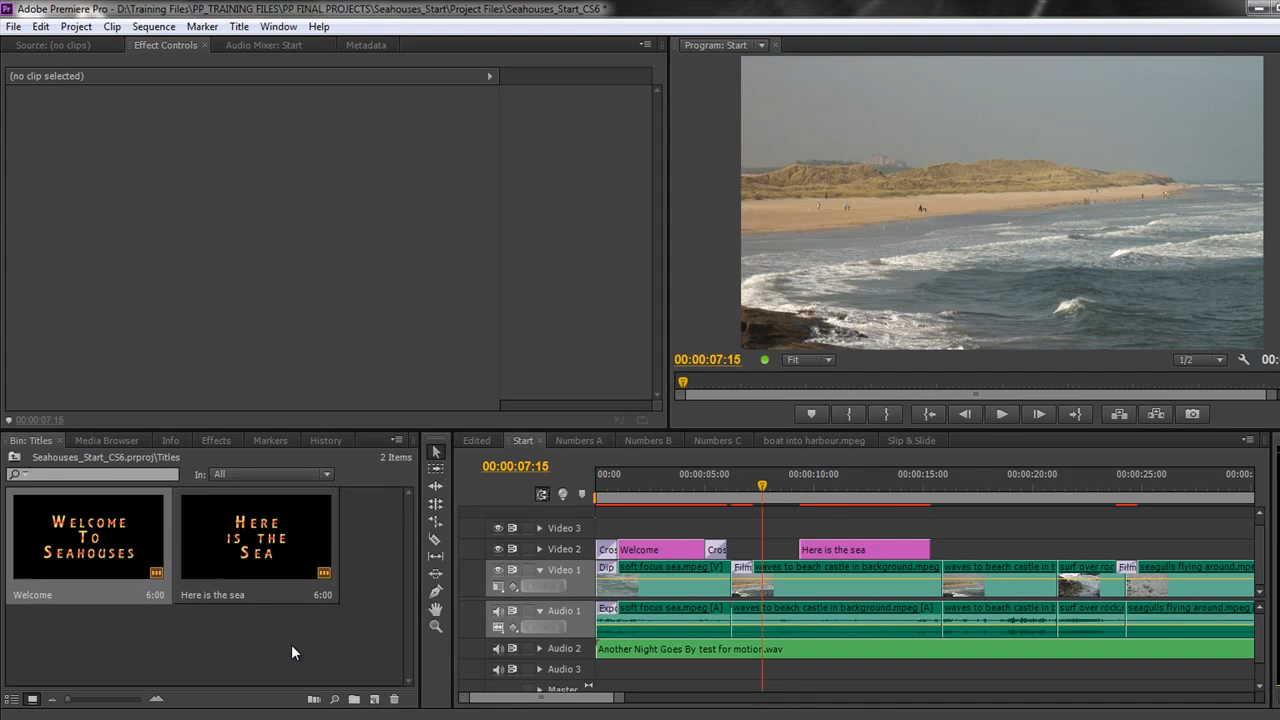 Adobe Premiere Pro - D:\Training Files\PP_TRAINING FILES\PP FINAL PROJECTS\Seahouses_Start\Project Files\Seahouses_Start_CS6 *
File Edit Project Clip Sequence Marker Title Window Help
Source: (no clips) Effect Controls Audio Mixer: Start Metadata
Program: Start
(no clip selected)
00:00:07:15 Fit 1/2 00:
00:00:07:15
Bin: Titles Media Browser Info Effects Markers History
Seahouses_Start_CS6.prproj\Titles 2 Items
In: All
WELCOME
TO
SEAHOUSES
HERE
IS THE
SEA
Welcome 6:00
Here is the sea 6:00
Edited Start Numbers A Numbers B Numbers C boat into harbour.mpeg Slip & Slide
00:00:07:15
00:00 00:00:05:00 00:00:10:00 00:00:15:00 00:00:20:00 00:00:25:00 00:00:
Video 3
Video 2 Cros Welcome Cros Here is the sea
Video 1 Dip soft focus sea.mpeg [V] Film waves to beach castle in background.mpeg waves to beach castle in b surf over roc Film seagulls flying around.mpeg
Audio 1 Expo soft focus sea.mpeg [A] waves to beach castle in background.mpeg [A] waves to beach castle in b surf over rock. seagulls flying around.mpeg
Audio 2 Another Night Goes By test for motion.wav
Audio 3
Master